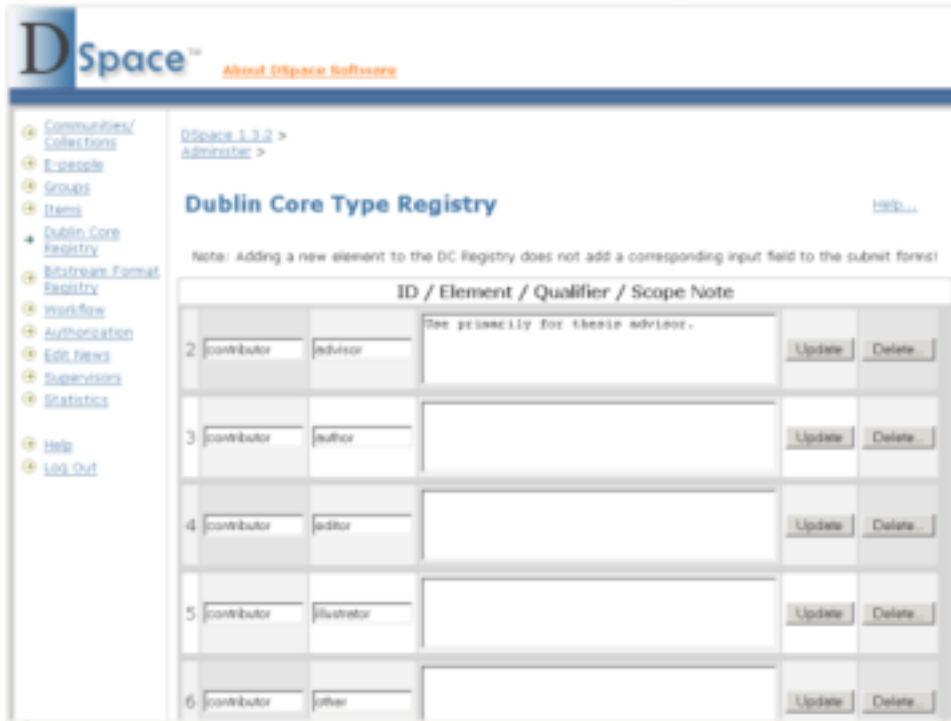 DSpace™
About DSpace Software
Communities/
Collections
E-people
Groups
Items
Dublin Core
Registry
Bitstream Format
Registry
Workflow
Authorization
Edit News
Supervisors
Statistics
Help
Log Out
DSpace 1.3.2 >
Administer >
Dublin Core Type Registry
Help...
Note: Adding a new element to the DC Registry does not add a corresponding input field to the submit forms!
ID / Element / Qualifier / Scope Note
2 contributor advisor Use primarily for thesis advisor. Update Delete...
3 contributor author Update Delete...
4 contributor editor Update Delete...
5 contributor illustrator Update Delete...
6 contributor other Update Delete...